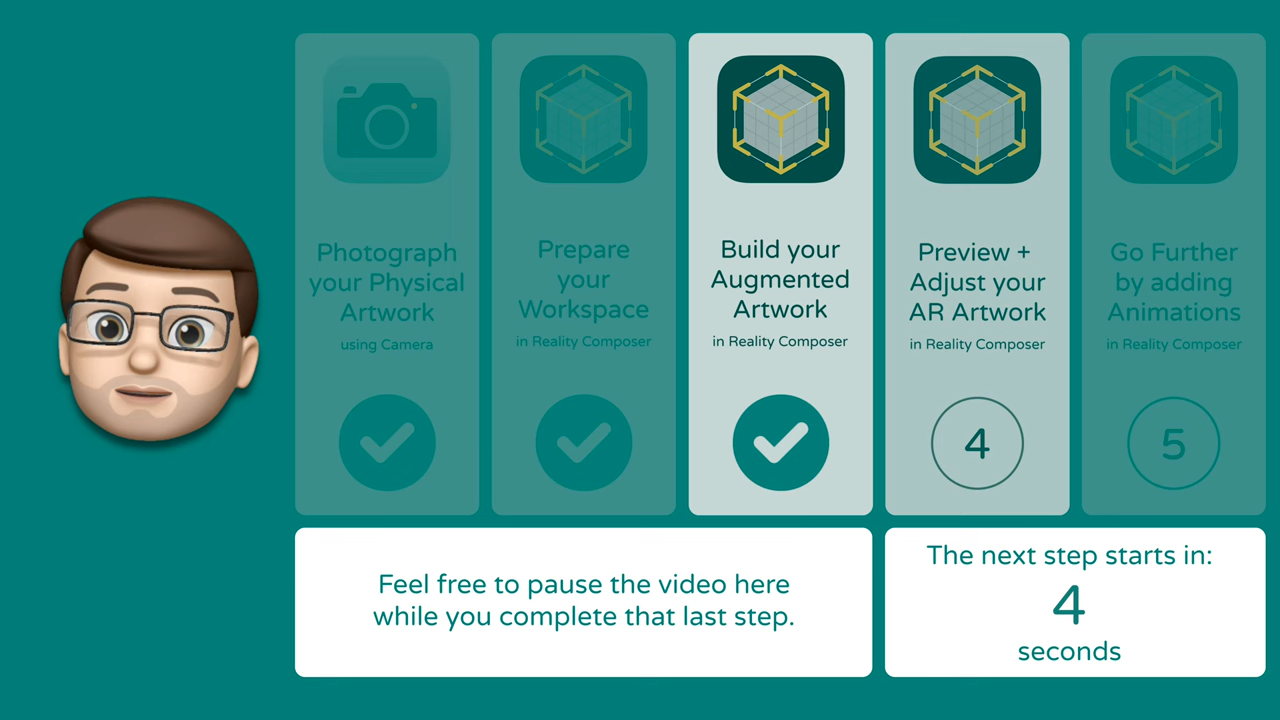 Photograph
your Physical
Artwork
using Camera
Prepare
your
Workspace
in Reality Composer
Build your
Augmented
Artwork
in Reality Composer
Preview +
Adjust your
AR Artwork
in Reality Composer
4
Go Further
by adding
Animations
in Reality Composer
5
Feel free to pause the video here
while you complete that last step.
The next step starts in:
4
seconds